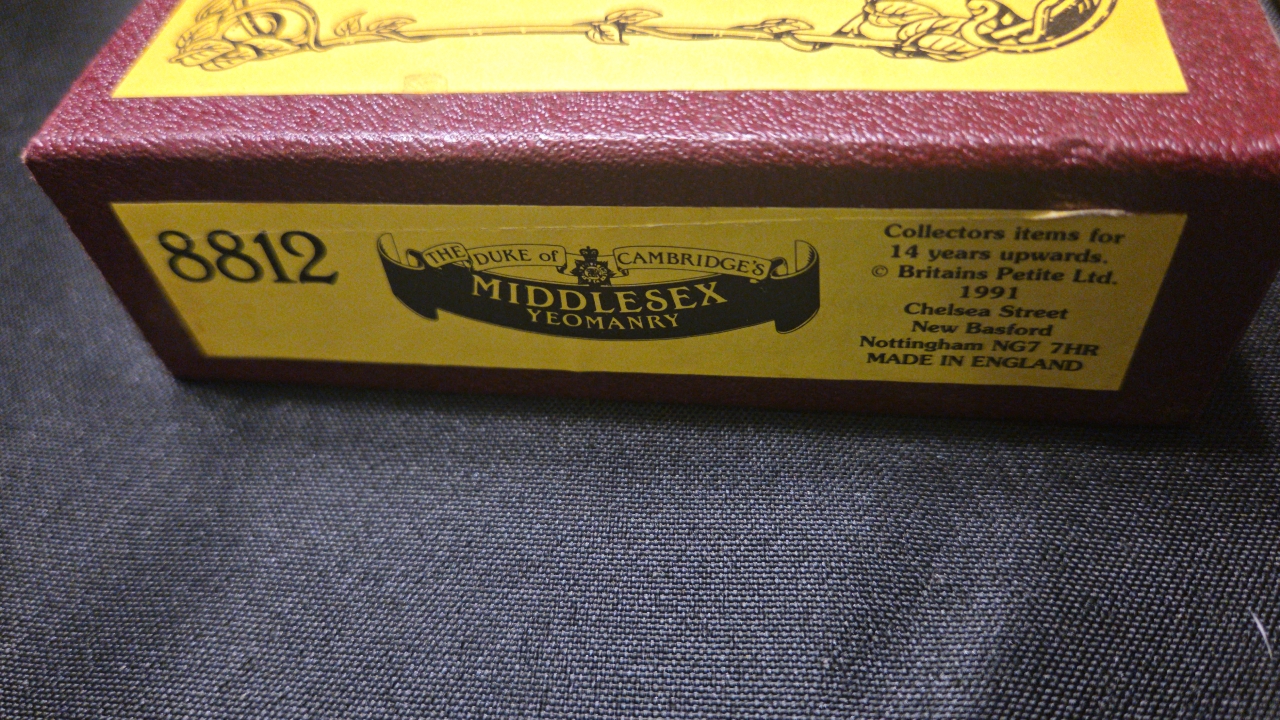 8812
THE DUKE of CAMBRIDGE'S
MIDDLESEX
YEOMANRY
Collectors items for
14 years upwards.
© Britains Petite Ltd.
1991
Chelsea Street
New Basford
Nottingham NG7 7HR
MADE IN ENGLAND